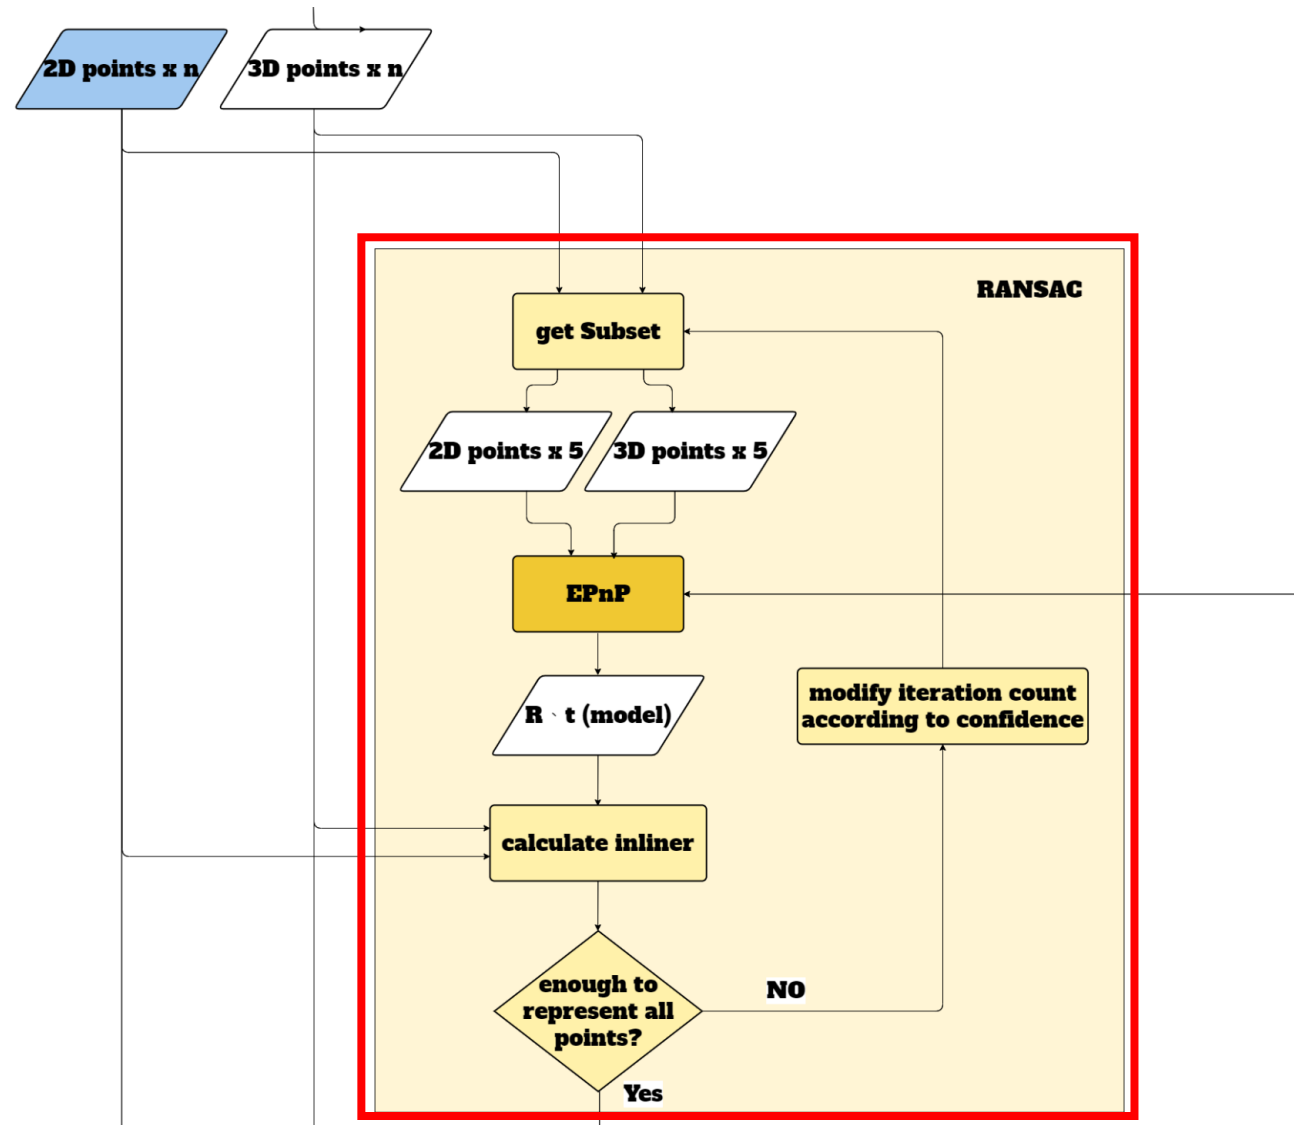 2D points x n
3D points x n
RANSAC
get Subset
2D points x 5
3D points x 5
EPnP
R、t (model)
modify iteration count
according to confidence
calculate inliner
enough to
represent all
points?
NO
Yes